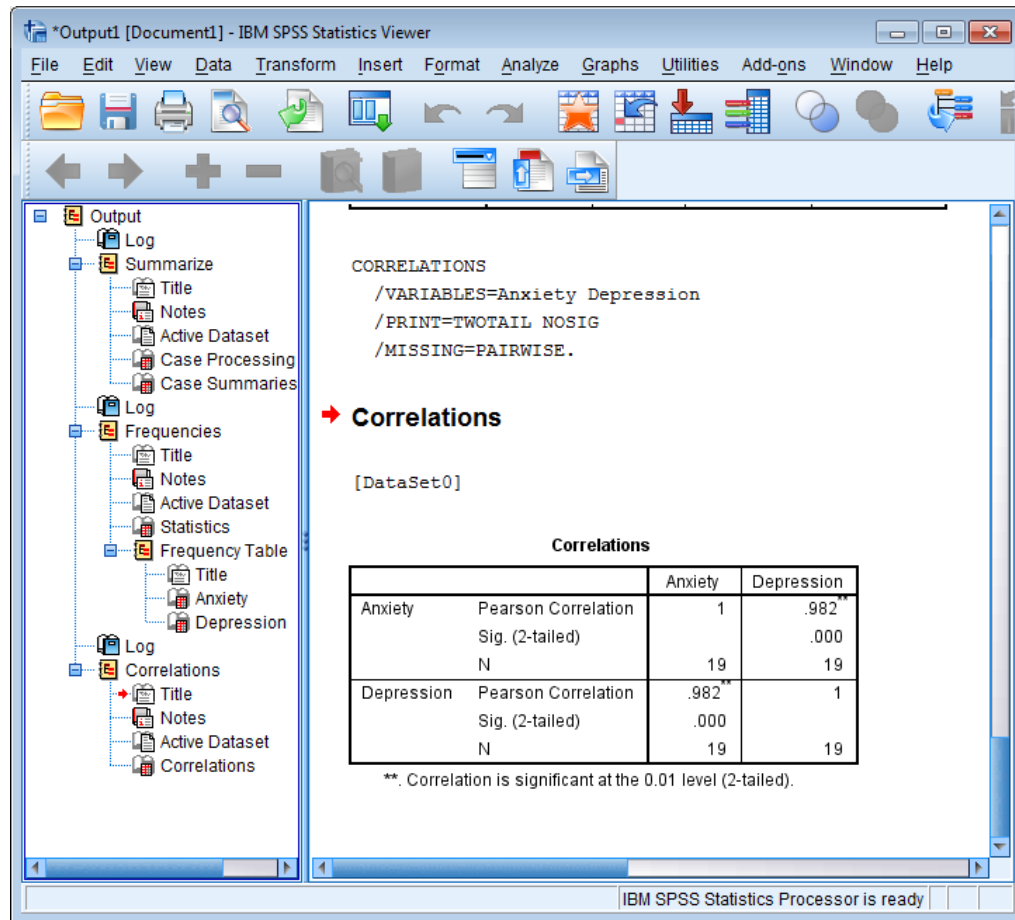 *Output1 [Document1] - IBM SPSS Statistics Viewer
File Edit View Data Transform Insert Format Analyze Graphs Utilities Add-ons Window Help
Output
Log
Summarize
Title
Notes
Active Dataset
Case Processing
Case Summaries
Log
Frequencies
Title
Notes
Active Dataset
Statistics
Frequency Table
Title
Anxiety
Depression
Log
Correlations
Title
Notes
Active Dataset
Correlations
CORRELATIONS
/VARIABLES=Anxiety Depression
/PRINT=TWOTAIL NOSIG
/MISSING=PAIRWISE.
Correlations
[DataSet0]
Correlations
Anxiety Depression
Anxiety Pearson Correlation 1 .982**
Sig. (2-tailed) .000
N 19 19
Depression Pearson Correlation .982** 1
Sig. (2-tailed) .000
N 19 19
**. Correlation is significant at the 0.01 level (2-tailed).
IBM SPSS Statistics Processor is ready